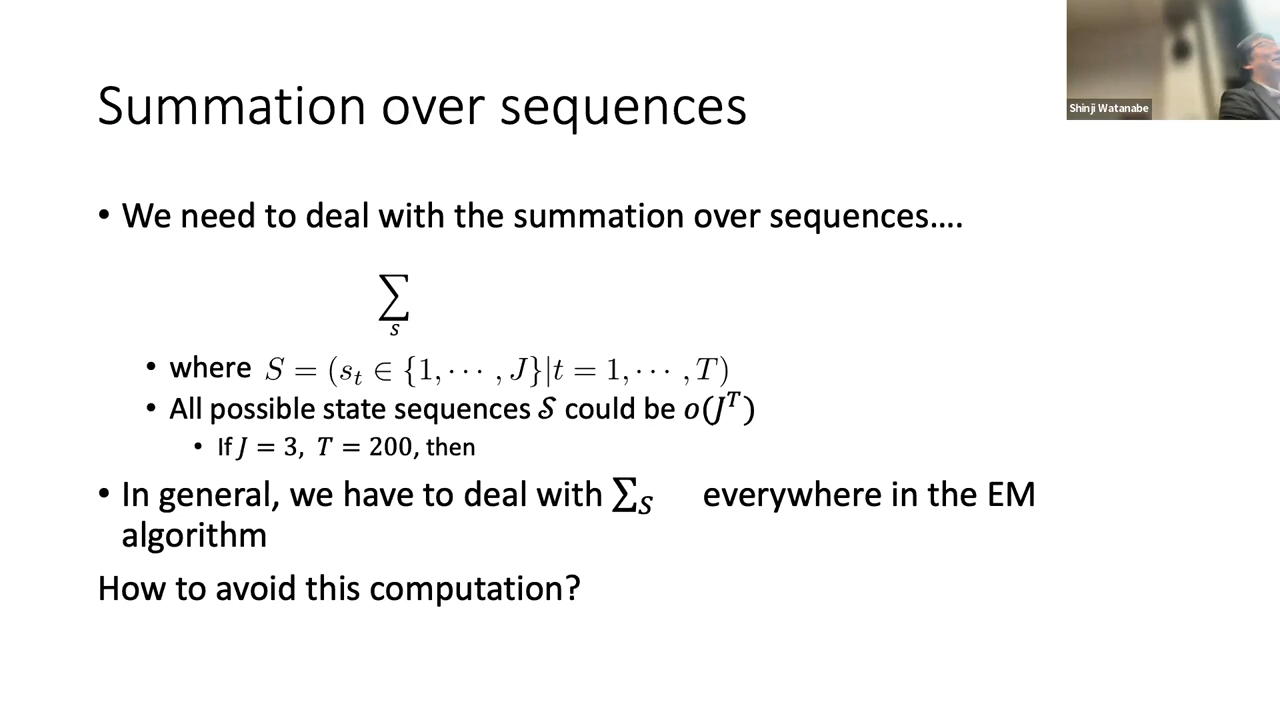 Shinji Watanabe
Summation over sequences
• We need to deal with the summation over sequences....
∑
s
• where S = (s_t ∈ {1, ⋯ , J}|t = 1, ⋯ , T)
• All possible state sequences 𝒮 could be o(J^T)
• If J = 3, T = 200, then
• In general, we have to deal with ∑_S everywhere in the EM
algorithm
How to avoid this computation?